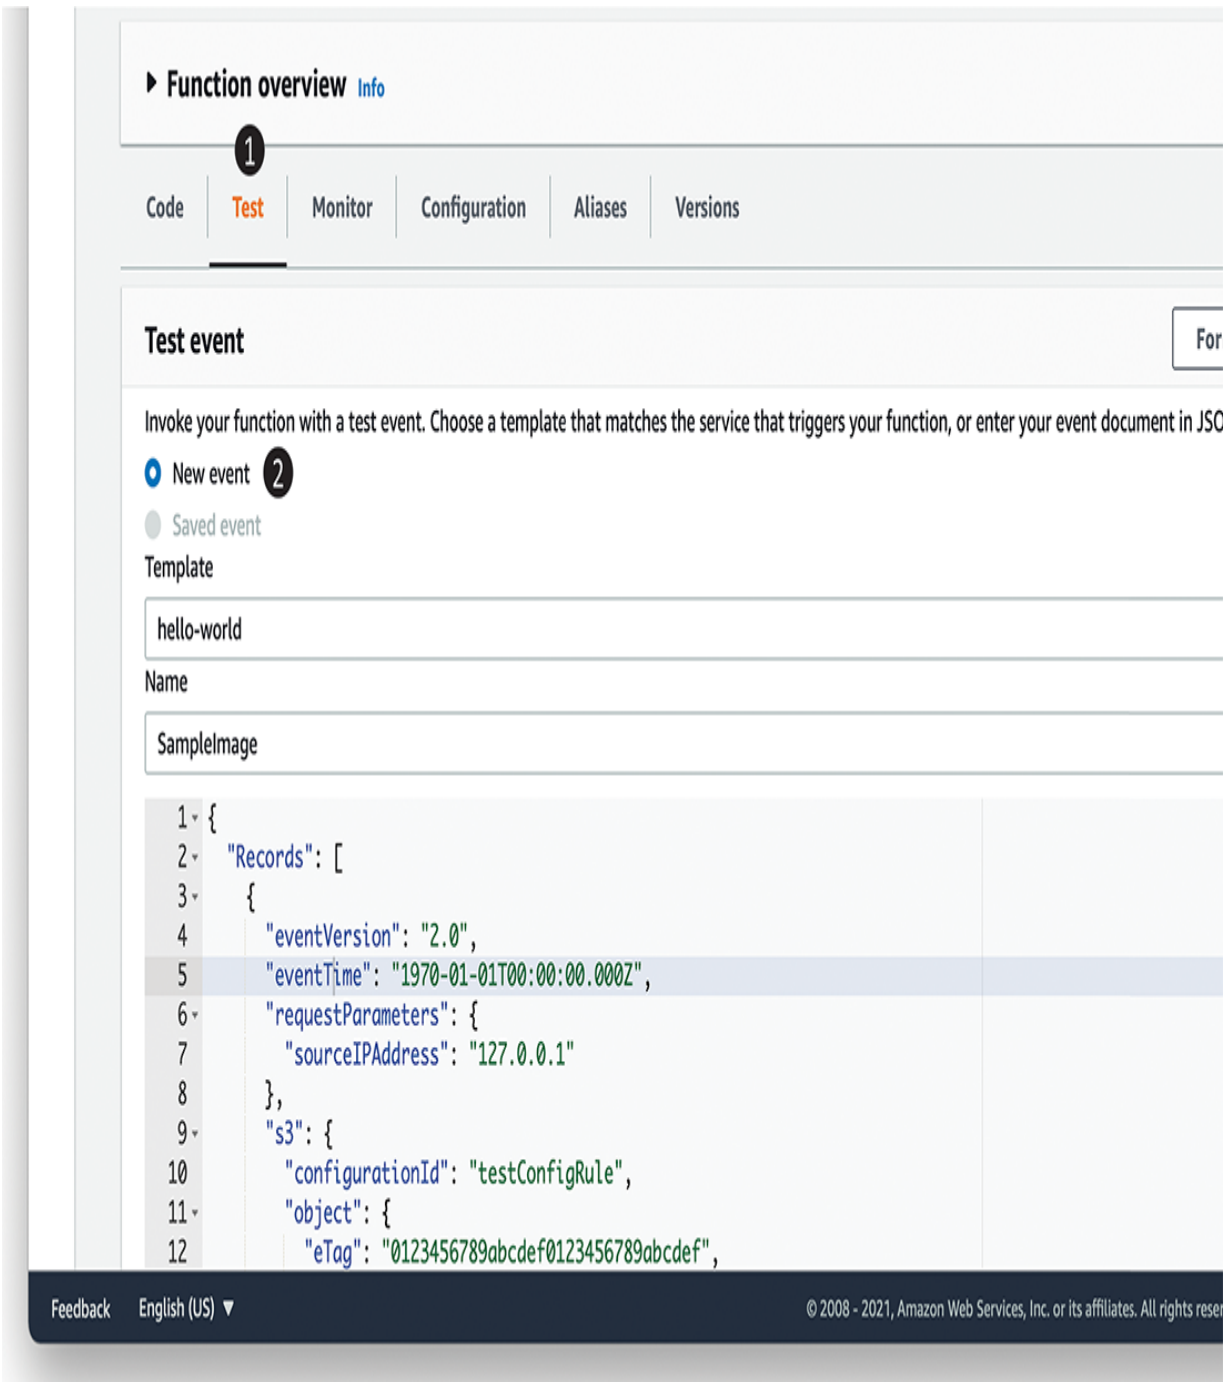 Function overview Info
1
Code Test Monitor Configuration Aliases Versions
Test event
For
Invoke your function with a test event. Choose a template that matches the service that triggers your function, or enter your event document in JSO
New event 2
Saved event
Template
hello-world
Name
SampleImage
1 {
2 "Records": [
3 {
4 "eventVersion": "2.0",
5 "eventTime": "1970-01-01T00:00:00.000Z",
6 "requestParameters": {
7 "sourceIPAddress": "127.0.0.1"
8 },
9 "s3": {
10 "configurationId": "testConfigRule",
11 "object": {
12 "eTag": "0123456789abcdef0123456789abcdef",
Feedback English (US) ▼ © 2008 - 2021, Amazon Web Services, Inc. or its affiliates. All rights reser